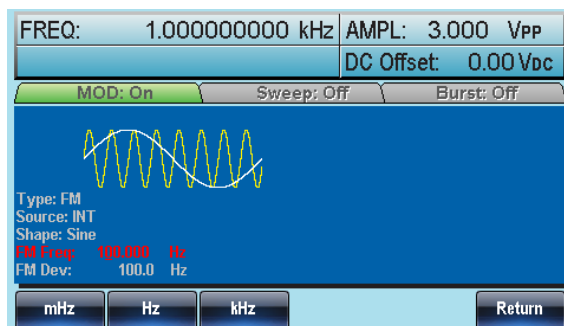 FREQ: 1.000000000 kHz AMPL: 3.000 VPP
DC Offset: 0.00 VDC
MOD: On Sweep: Off Burst: Off
Type: FM
Source: INT
Shape: Sine
FM Freq: 100.000 Hz
FM Dev: 100.0 Hz
mHz Hz kHz Return